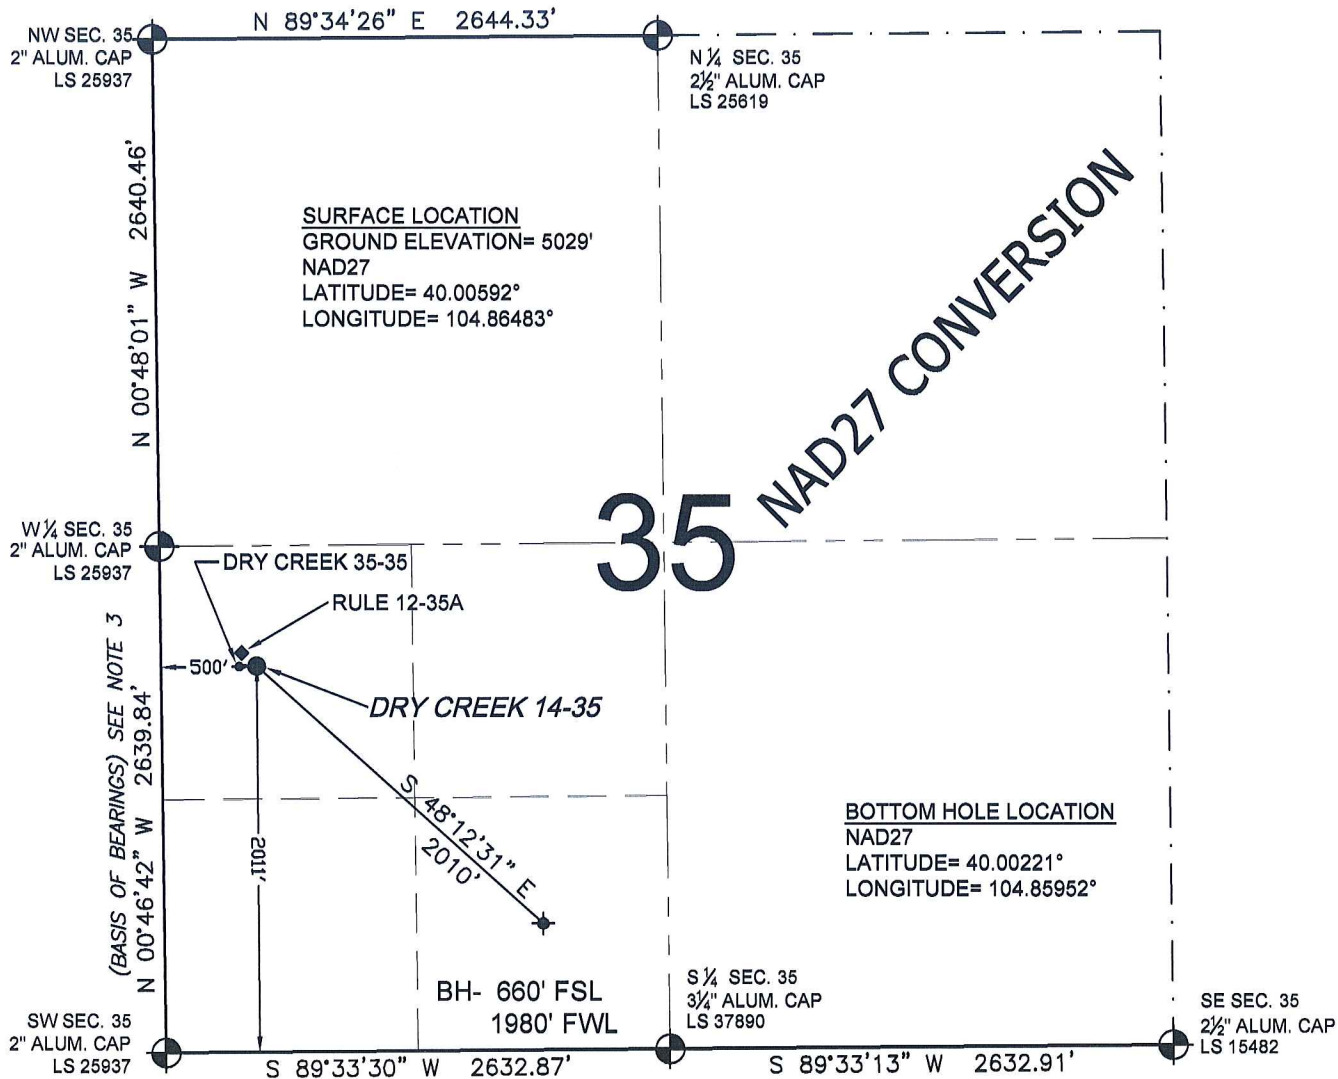 N 89°34'26" E 2644.33'
NW SEC. 35
2" ALUM. CAP
LS 25937
N ¼ SEC. 35
2½" ALUM. CAP
LS 25619
N 00°48'01" W 2640.46'
SURFACE LOCATION
GROUND ELEVATION= 5029'
NAD27
LATITUDE= 40.00592°
LONGITUDE= 104.86483°
NAD27 CONVERSION
35
W ¼ SEC. 35
2" ALUM. CAP
LS 25937
DRY CREEK 35-35
RULE 12-35A
500'
DRY CREEK 14-35
(BASIS OF BEARINGS) SEE NOTE 3
N 00°46'42" W 2639.84'
2011'
S 48°12'31" E
2010'
BOTTOM HOLE LOCATION
NAD27
LATITUDE= 40.00221°
LONGITUDE= 104.85952°
BH- 660' FSL
1980' FWL
S ¼ SEC. 35
3¼" ALUM. CAP
LS 37890
SW SEC. 35
2" ALUM. CAP
LS 25937
SE SEC. 35
2½" ALUM. CAP
LS 15482
S 89°33'30" W 2632.87'
S 89°33'13" W 2632.91'